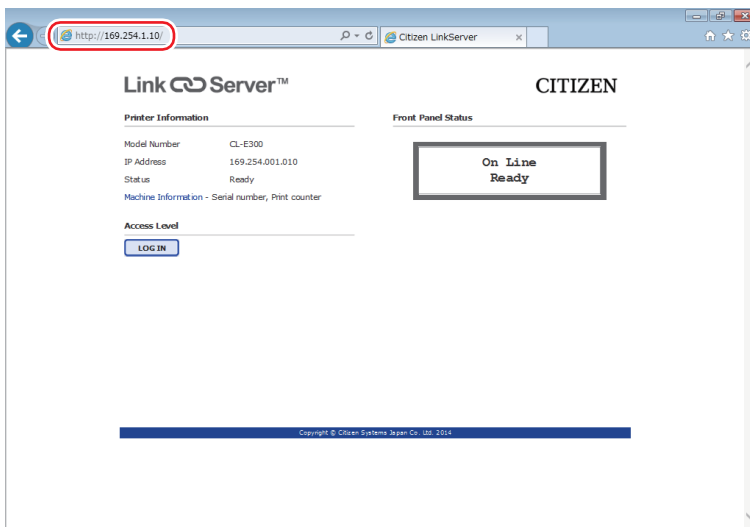 http://169.254.1.10/
Citizen LinkServer
Link Server™
CITIZEN
Printer Information
Model Number CL-E300
IP Address 169.254.001.010
Status Ready
Machine Information - Serial number, Print counter
Access Level
LOG IN
Front Panel Status
On Line
Ready
Copyright © Citizen Systems Japan Co. Ltd. 2014